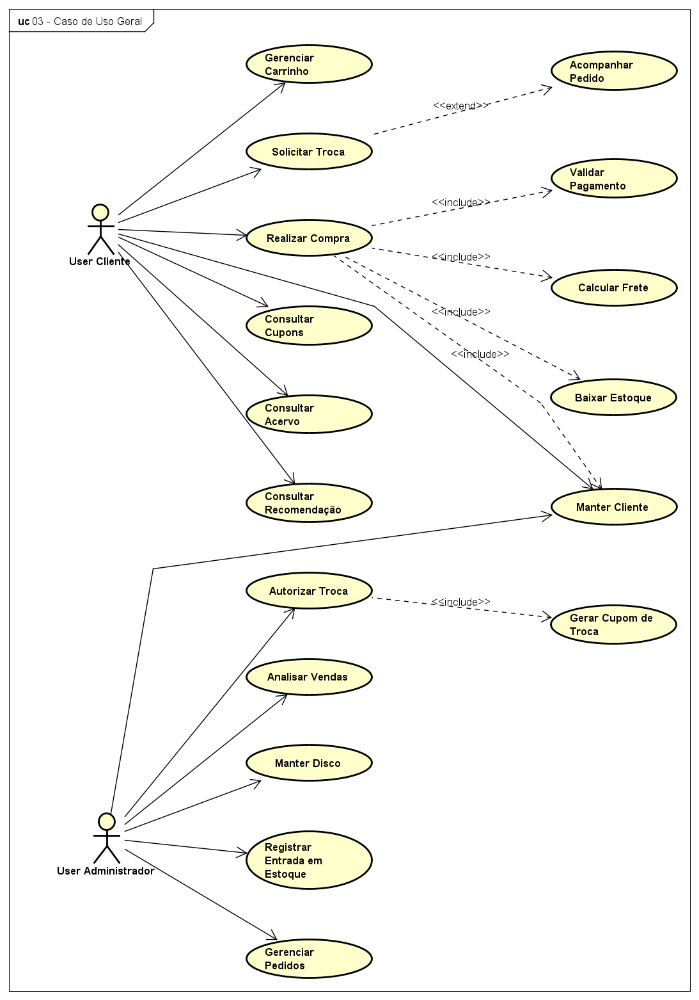 uc 03 - Caso de Uso Geral
Gerenciar
Carrinho
Acompanhar
Pedido
<<extend>>
Solicitar Troca
Validar
Pagamento
<<include>>
Realizar Compra
User Cliente
<<include>>
Calcular Frete
Consultar
Cupons
<<include>>
<<include>>
Baixar Estoque
Consultar
Acervo
Consultar
Recomendação
Manter Cliente
Autorizar Troca
<<include>>
Gerar Cupom de
Troca
Analisar Vendas
Manter Disco
Registrar
Entrada em
Estoque
User Administrador
Gerenciar
Pedidos